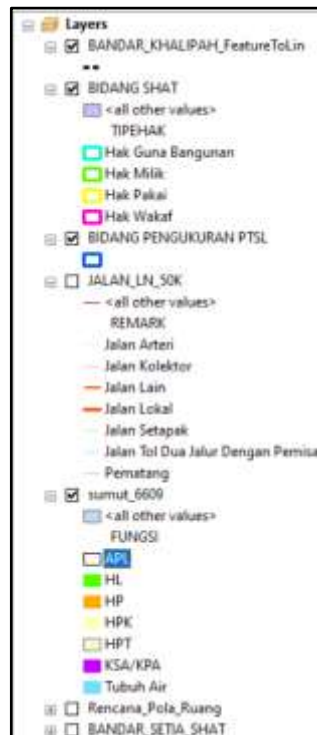 Layers
BANDAR_KHALIPAH_FeatureToLin
BIDANG SHAT
<all other values>
TIPEHAK
Hak Guna Bangunan
Hak Milik
Hak Pakai
Hak Wakaf
BIDANG PENGUKURAN PTSL
JALAN_LN_50K
<all other values>
REMARK
Jalan Arteri
Jalan Kolektor
Jalan Lain
Jalan Lokal
Jalan Setapak
Jalan Tol Dua Jalur Dengan Pemisa
Pematang
sumut_6609
<all other values>
FUNGSI
APL
HL
HP
HPK
HPT
KSA/KPA
Tubuh Air
Rencana_Pola_Ruang
BANDAR_SETIA_SHAT